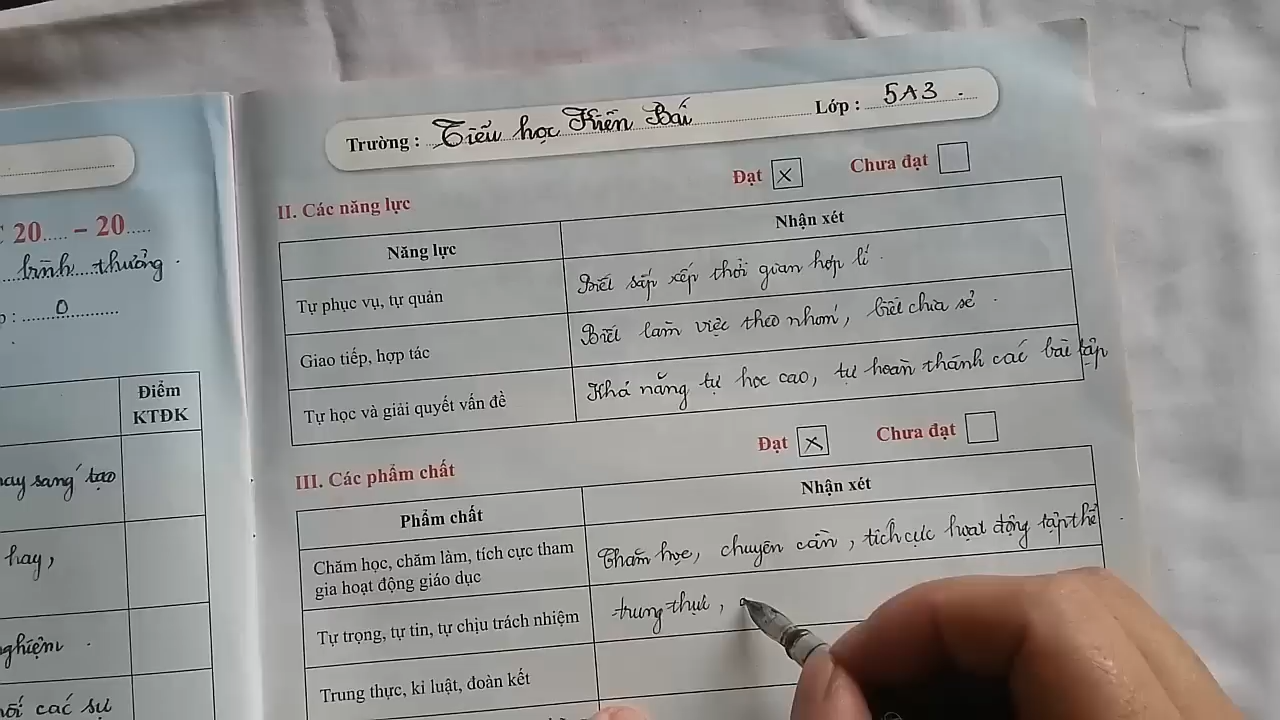 Trường : Tiểu học Kiền Bái Lớp : 5A3 .
II. Các năng lực Đạt x Chưa đạt
Năng lực Nhận xét
Tự phục vụ, tự quản Biết sắp xếp thời gian hợp lí .
Giao tiếp, hợp tác Biết làm việc theo nhóm, biết chia sẻ .
Tự học và giải quyết vấn đề Khả năng tự học cao, tự hoàn thành các bài tập
III. Các phẩm chất Đạt x Chưa đạt
Phẩm chất Nhận xét
Chăm học, chăm làm, tích cực tham
gia hoạt động giáo dục Chăm học, chuyên cần, tích cực hoạt động tập thể .
Tự trọng, tự tin, tự chịu trách nhiệm trung thực,
Trung thực, kỉ luật, đoàn kết
20..... – 20.....
bình thường .
: 0
Điểm
KTĐK
hay sáng tạo
hay,
nghiệm .
các sự